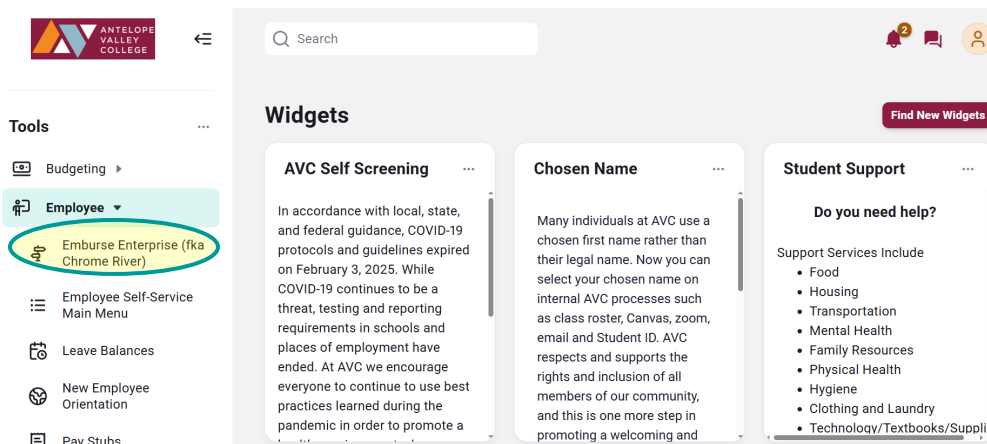 ANTELOPE
VALLEY
COLLEGE
Search
2
Tools
Budgeting
Employee
Emburse Enterprise (fka
Chrome River)
Employee Self-Service
Main Menu
Leave Balances
New Employee
Orientation
Pay Stubs
Widgets
Find New Widgets
AVC Self Screening
In accordance with local, state,
and federal guidance, COVID-19
protocols and guidelines expired
on February 3, 2025. While
COVID-19 continues to be a
threat, testing and reporting
requirements in schools and
places of employment have
ended. At AVC we encourage
everyone to continue to use best
practices learned during the
pandemic in order to promote a
Chosen Name
Many individuals at AVC use a
chosen first name rather than
their legal name. Now you can
select your chosen name on
internal AVC processes such
as class roster, Canvas, zoom,
email and Student ID. AVC
respects and supports the
rights and inclusion of all
members of our community,
and this is one more step in
promoting a welcoming and
Student Support
Do you need help?
Support Services Include
• Food
• Housing
• Transportation
• Mental Health
• Family Resources
• Physical Health
• Hygiene
• Clothing and Laundry
• Technology/Textbooks/Suppli